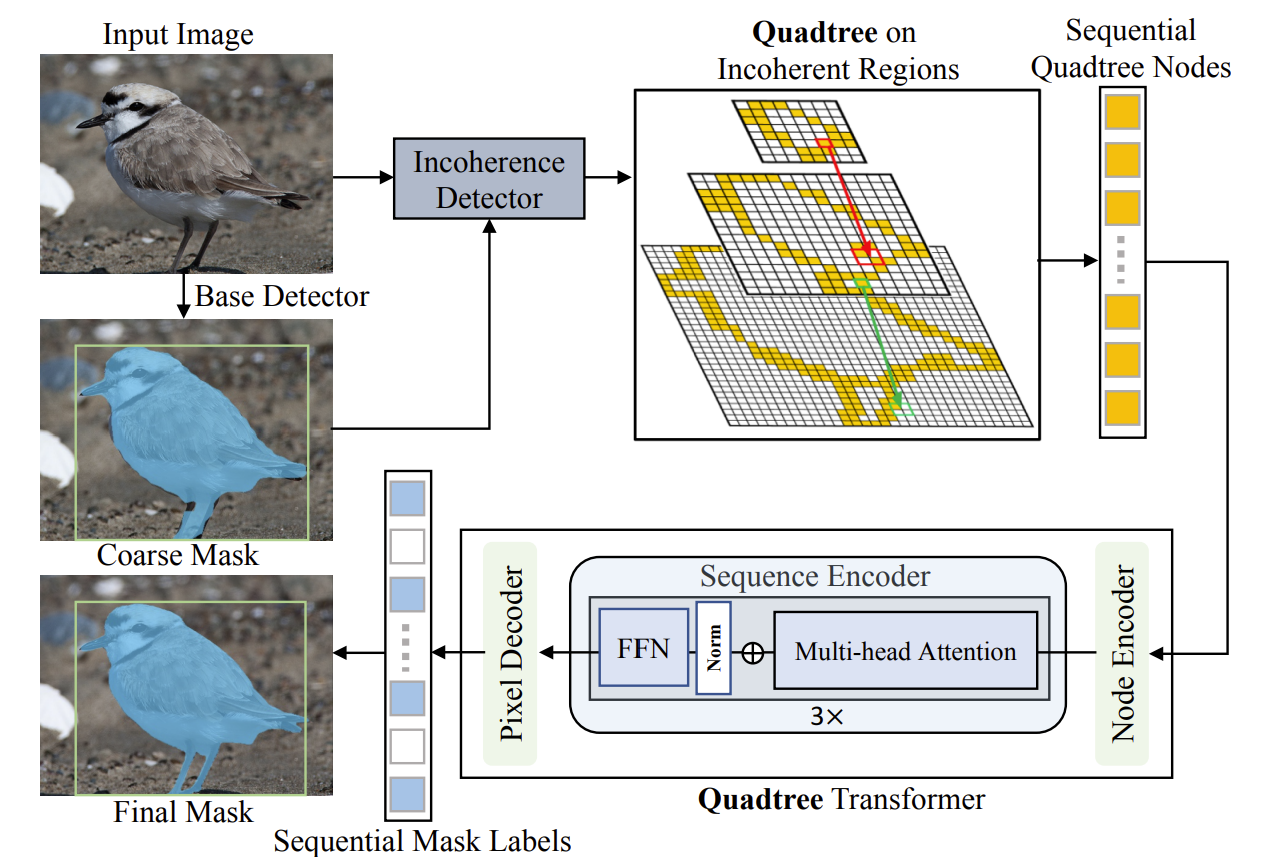 Input Image
Quadtree on
Incoherent Regions
Sequential
Quadtree Nodes
Incoherence
Detector
Base Detector
Coarse Mask
Sequence Encoder
FFN
Norm
Multi-head Attention
3×
Pixel Decoder
Node Encoder
Quadtree Transformer
Final Mask
Sequential Mask Labels